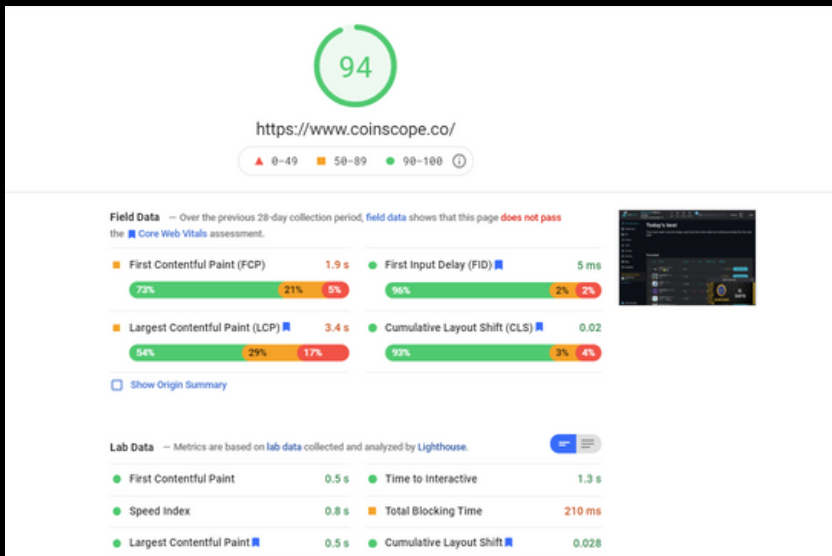 94
https://www.coinscope.co/
0-49 50-89 90-100
Field Data — Over the previous 28-day collection period, field data shows that this page does not pass
the Core Web Vitals assessment.
First Contentful Paint (FCP) 1.9 s
73% 21% 5%
First Input Delay (FID) 5 ms
96% 2% 2%
Largest Contentful Paint (LCP) 3.4 s
54% 29% 17%
Cumulative Layout Shift (CLS) 0.02
93% 3% 4%
Show Origin Summary
Today's best
Lab Data — Metrics are based on lab data collected and analyzed by Lighthouse.
First Contentful Paint 0.5 s
Time to Interactive 1.3 s
Speed Index 0.8 s
Total Blocking Time 210 ms
Largest Contentful Paint 0.5 s
Cumulative Layout Shift 0.028